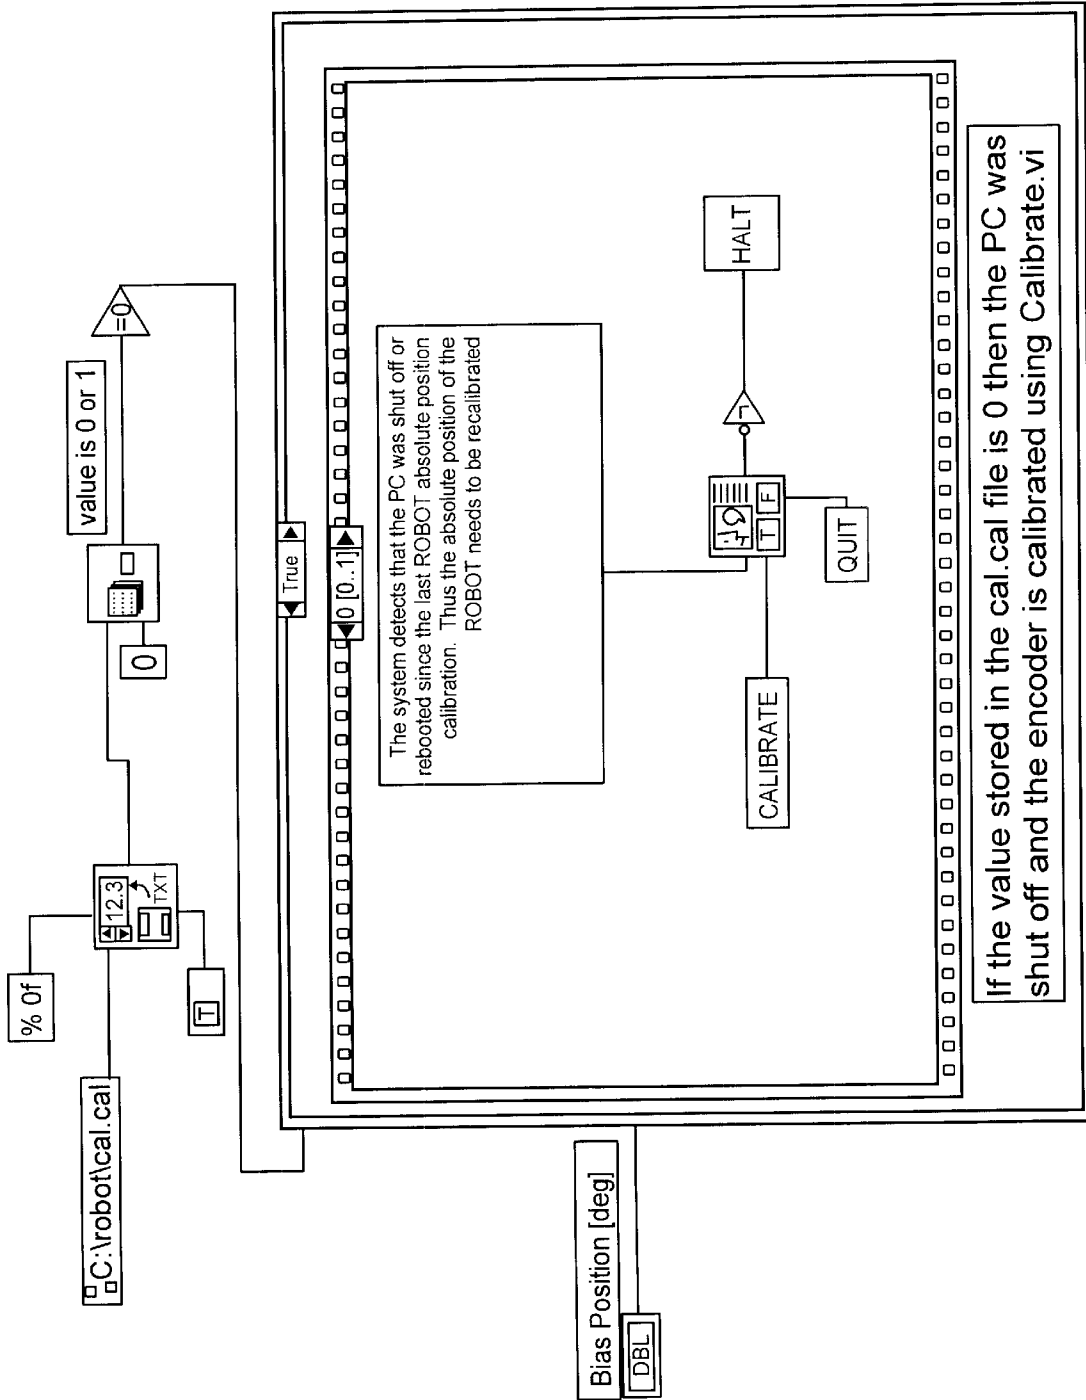 % 0f
C:\robot\cal.cal
12.3
TXT
T
0
value is 0 or 1
=0
True
0 [0..1]
The system detects that the PC was shut off or
rebooted since the last ROBOT absolute position
calibration. Thus the absolute position of the
ROBOT needs to be recalibrated
CALIBRATE
T F
QUIT
HALT
Bias Position [deg]
DBL
If the value stored in the cal.cal file is 0 then the PC was
shut off and the encoder is calibrated using Calibrate.vi